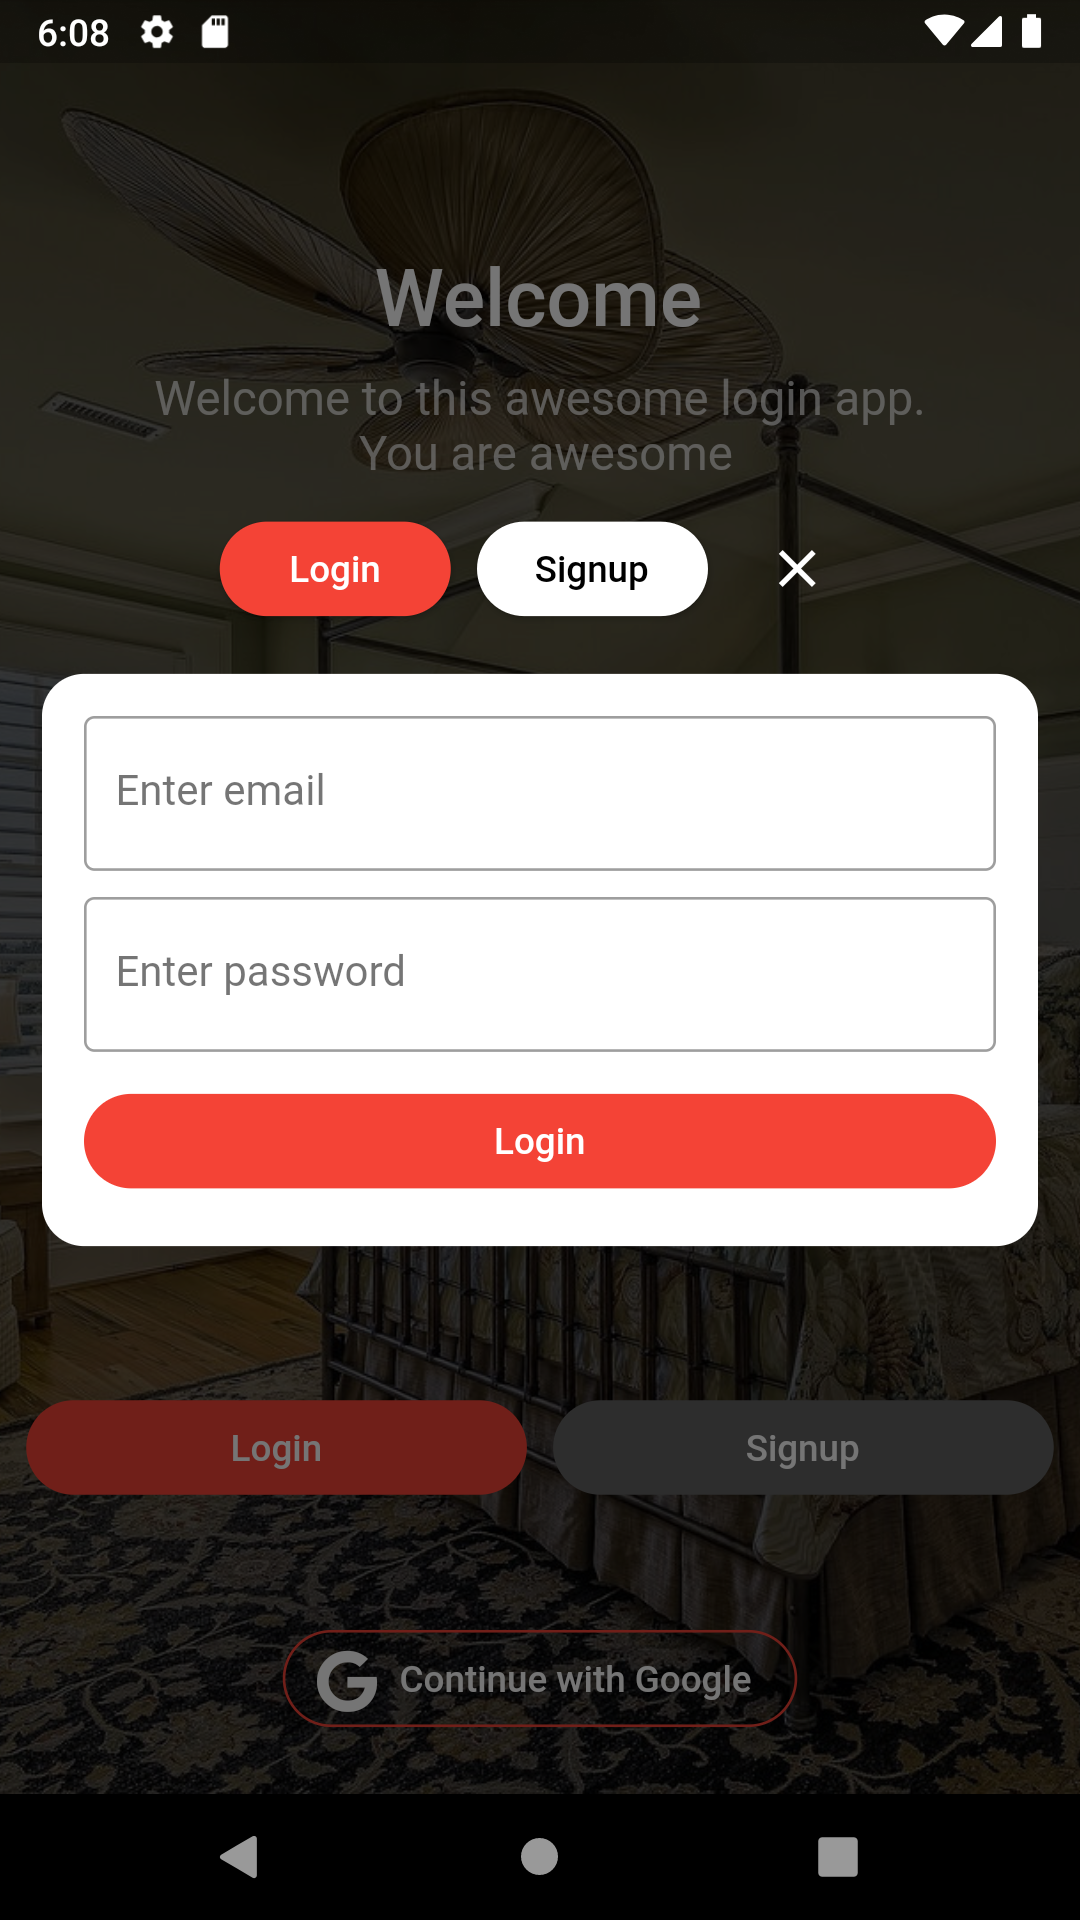 6:08
Welcome
Welcome to this awesome login app.
You are awesome
Login Signup
Enter email
Enter password
Login
Login Signup
Continue with Google